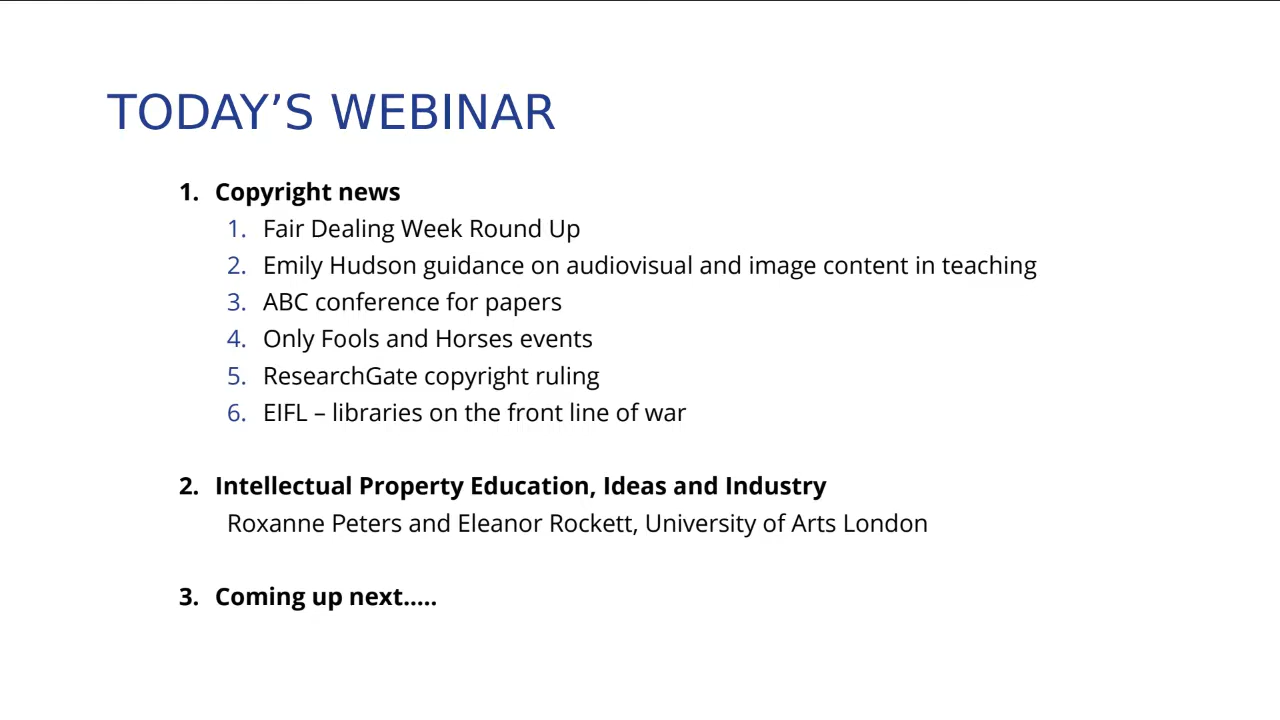 TODAY’S WEBINAR
1. Copyright news
1. Fair Dealing Week Round Up
2. Emily Hudson guidance on audiovisual and image content in teaching
3. ABC conference for papers
4. Only Fools and Horses events
5. ResearchGate copyright ruling
6. EIFL – libraries on the front line of war
2. Intellectual Property Education, Ideas and Industry
Roxanne Peters and Eleanor Rockett, University of Arts London
3. Coming up next.....